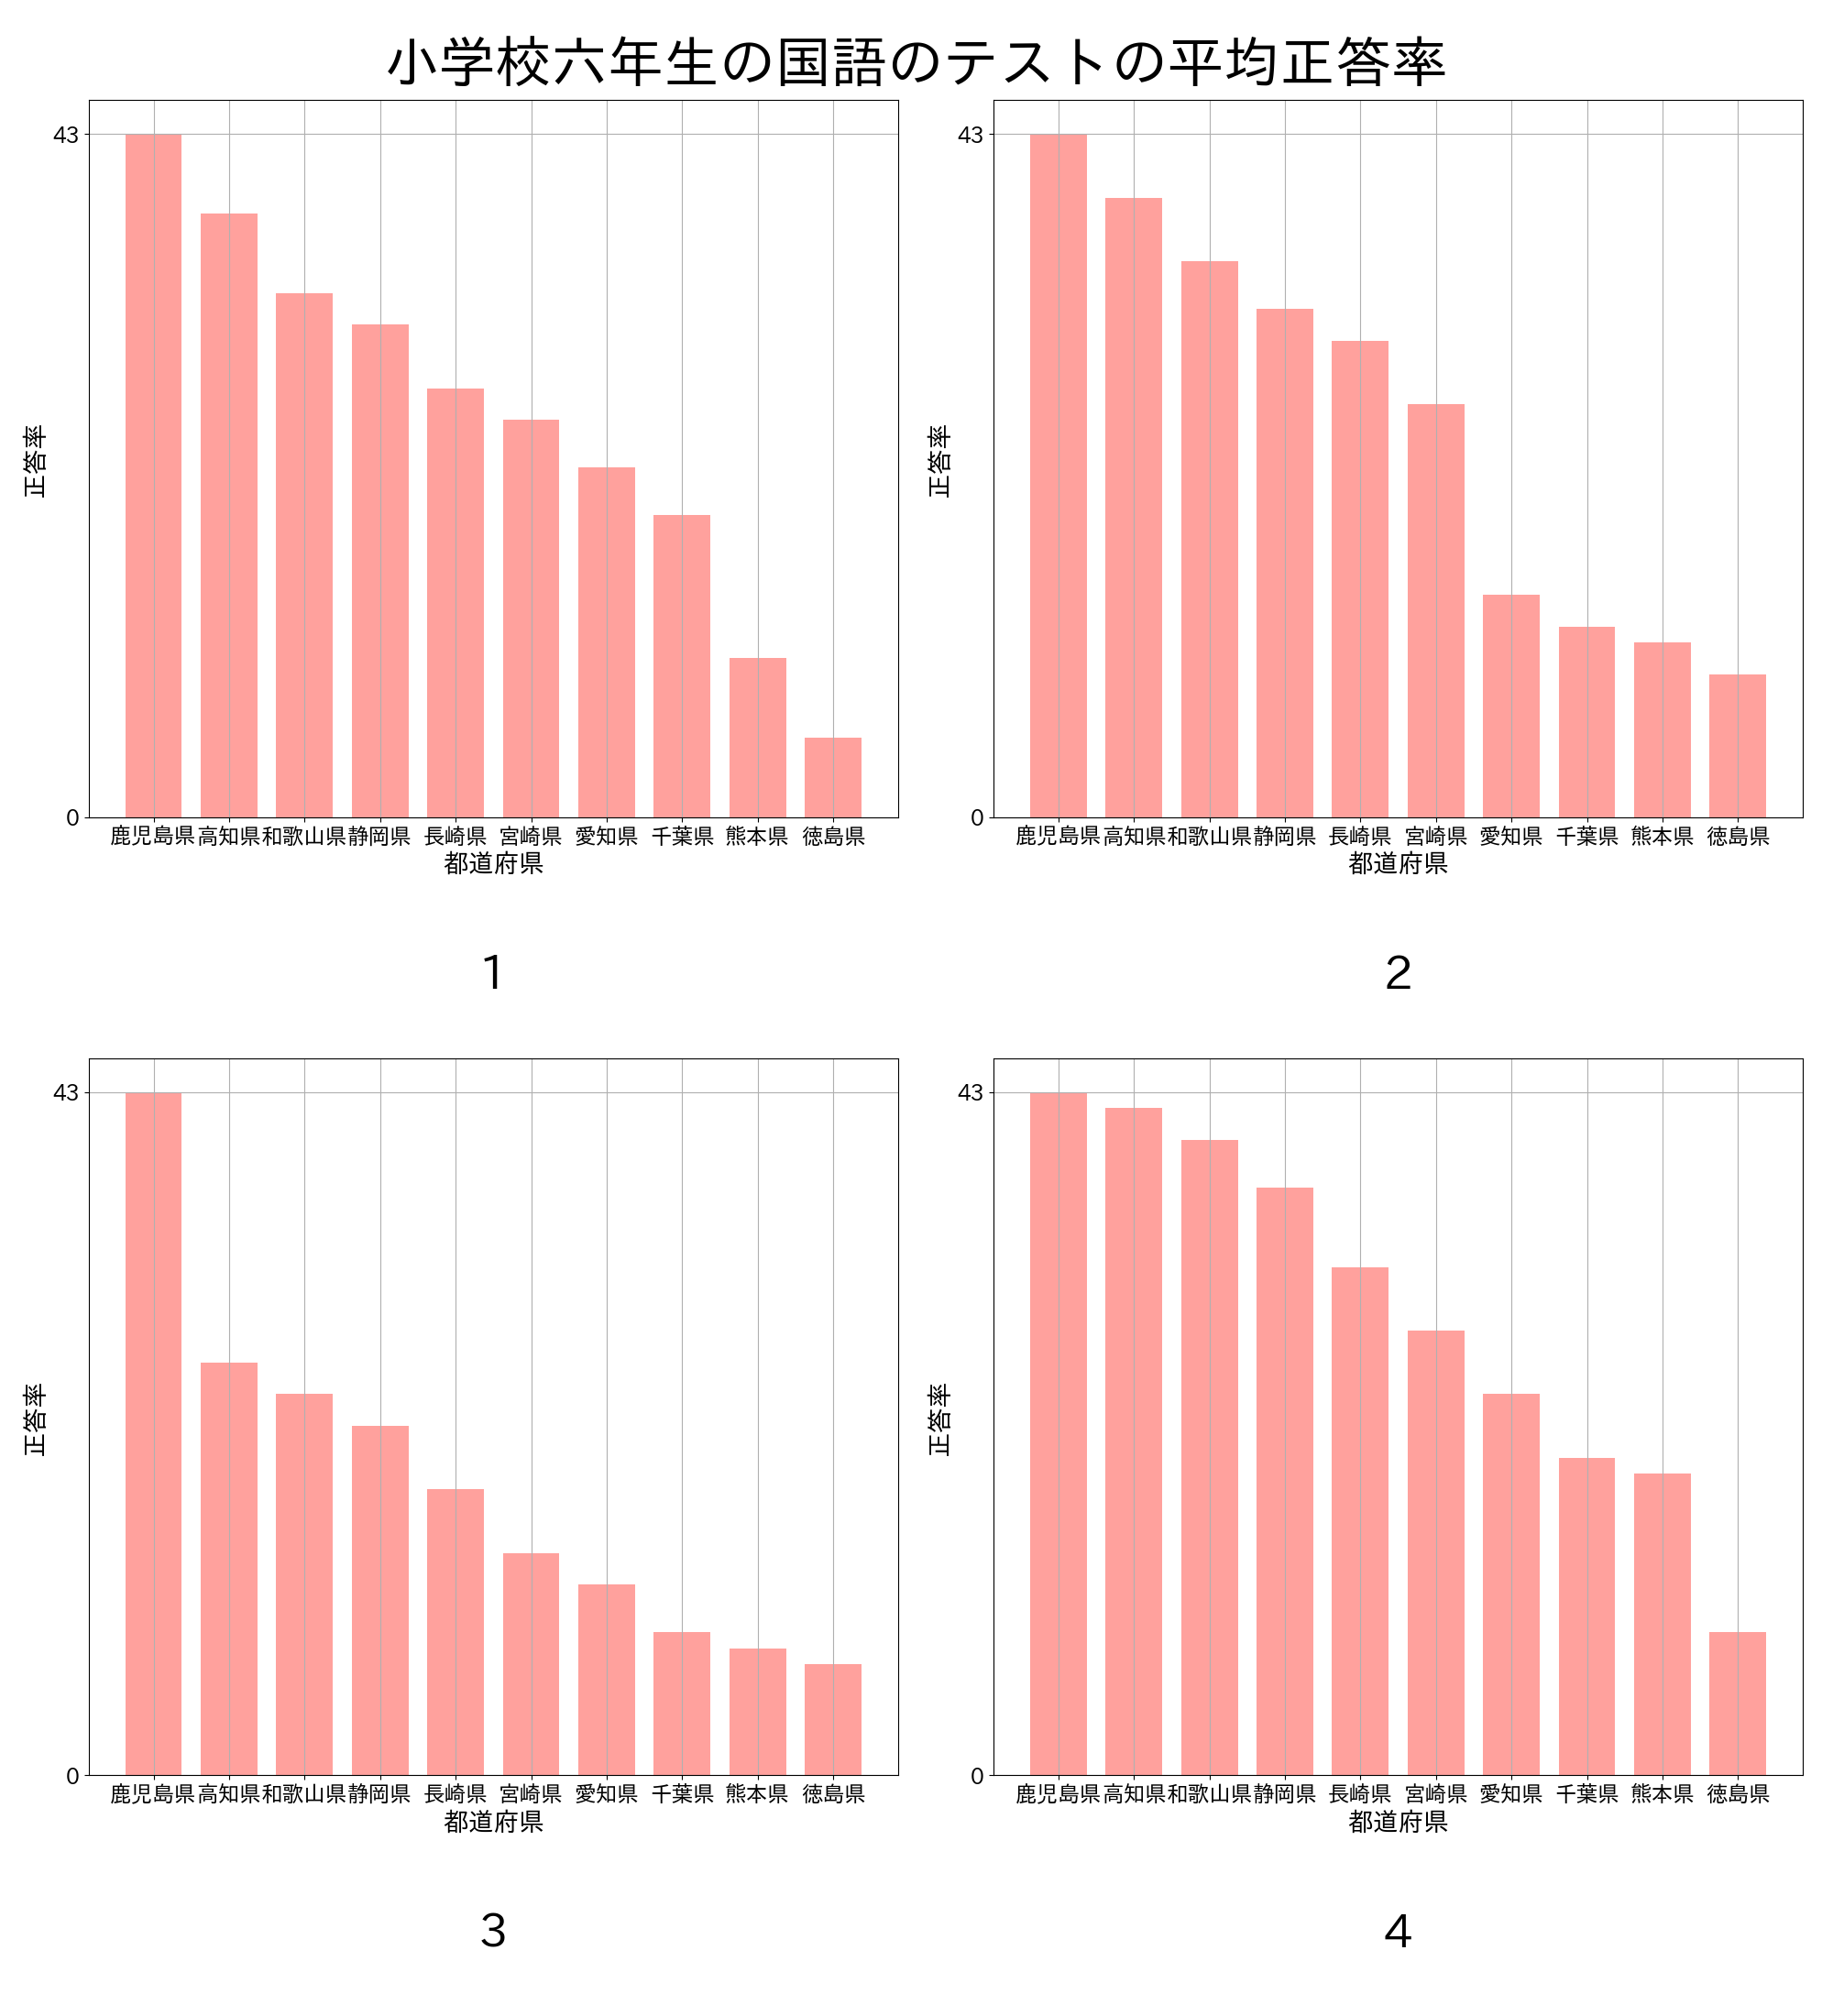 小学校六年生の国語のテストの平均正答率
43
0
正答率
鹿児島県 高知県 和歌山県 静岡県 長崎県 宮崎県 愛知県 千葉県 熊本県 徳島県
都道府県
1
43
0
正答率
鹿児島県 高知県 和歌山県 静岡県 長崎県 宮崎県 愛知県 千葉県 熊本県 徳島県
都道府県
2
43
0
正答率
鹿児島県 高知県 和歌山県 静岡県 長崎県 宮崎県 愛知県 千葉県 熊本県 徳島県
都道府県
3
43
0
正答率
鹿児島県 高知県 和歌山県 静岡県 長崎県 宮崎県 愛知県 千葉県 熊本県 徳島県
都道府県
4